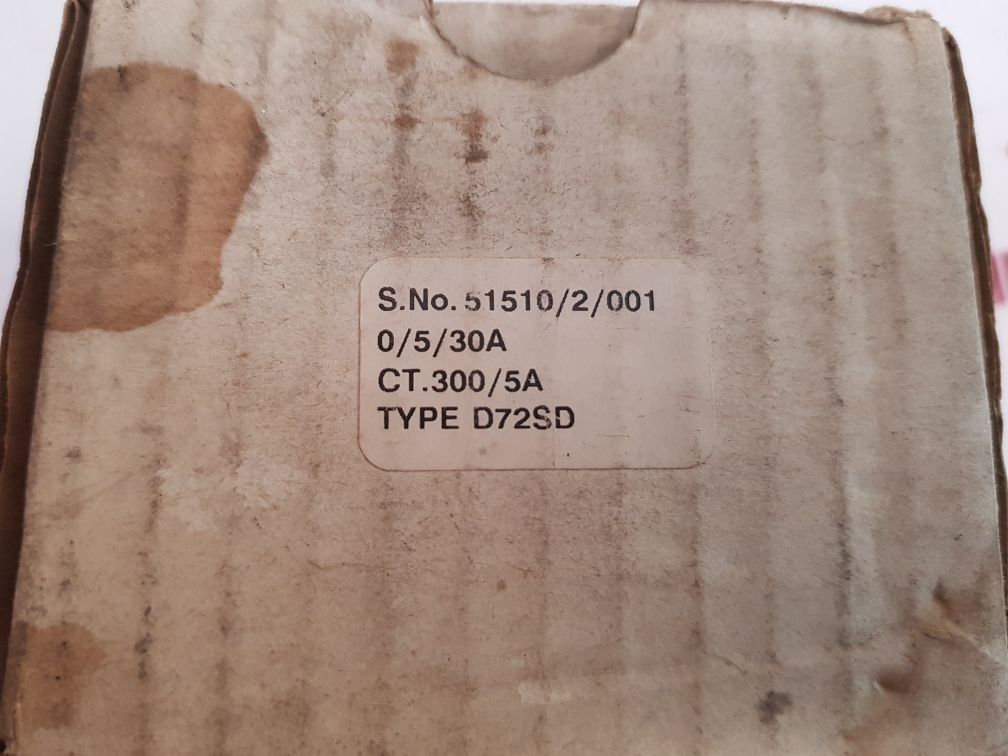 S.No. 51510/2/001
0/5/30A
CT.300/5A
TYPE D72SD